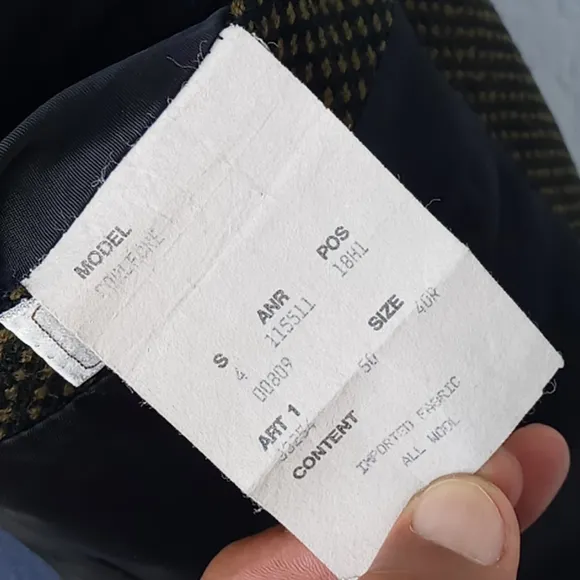 MODEL
S ANR POS
4 115511 18H1
00809 SIZE
ART 1 50 40R
CONTENT
IMPORTED FABRIC
ALL WOOL